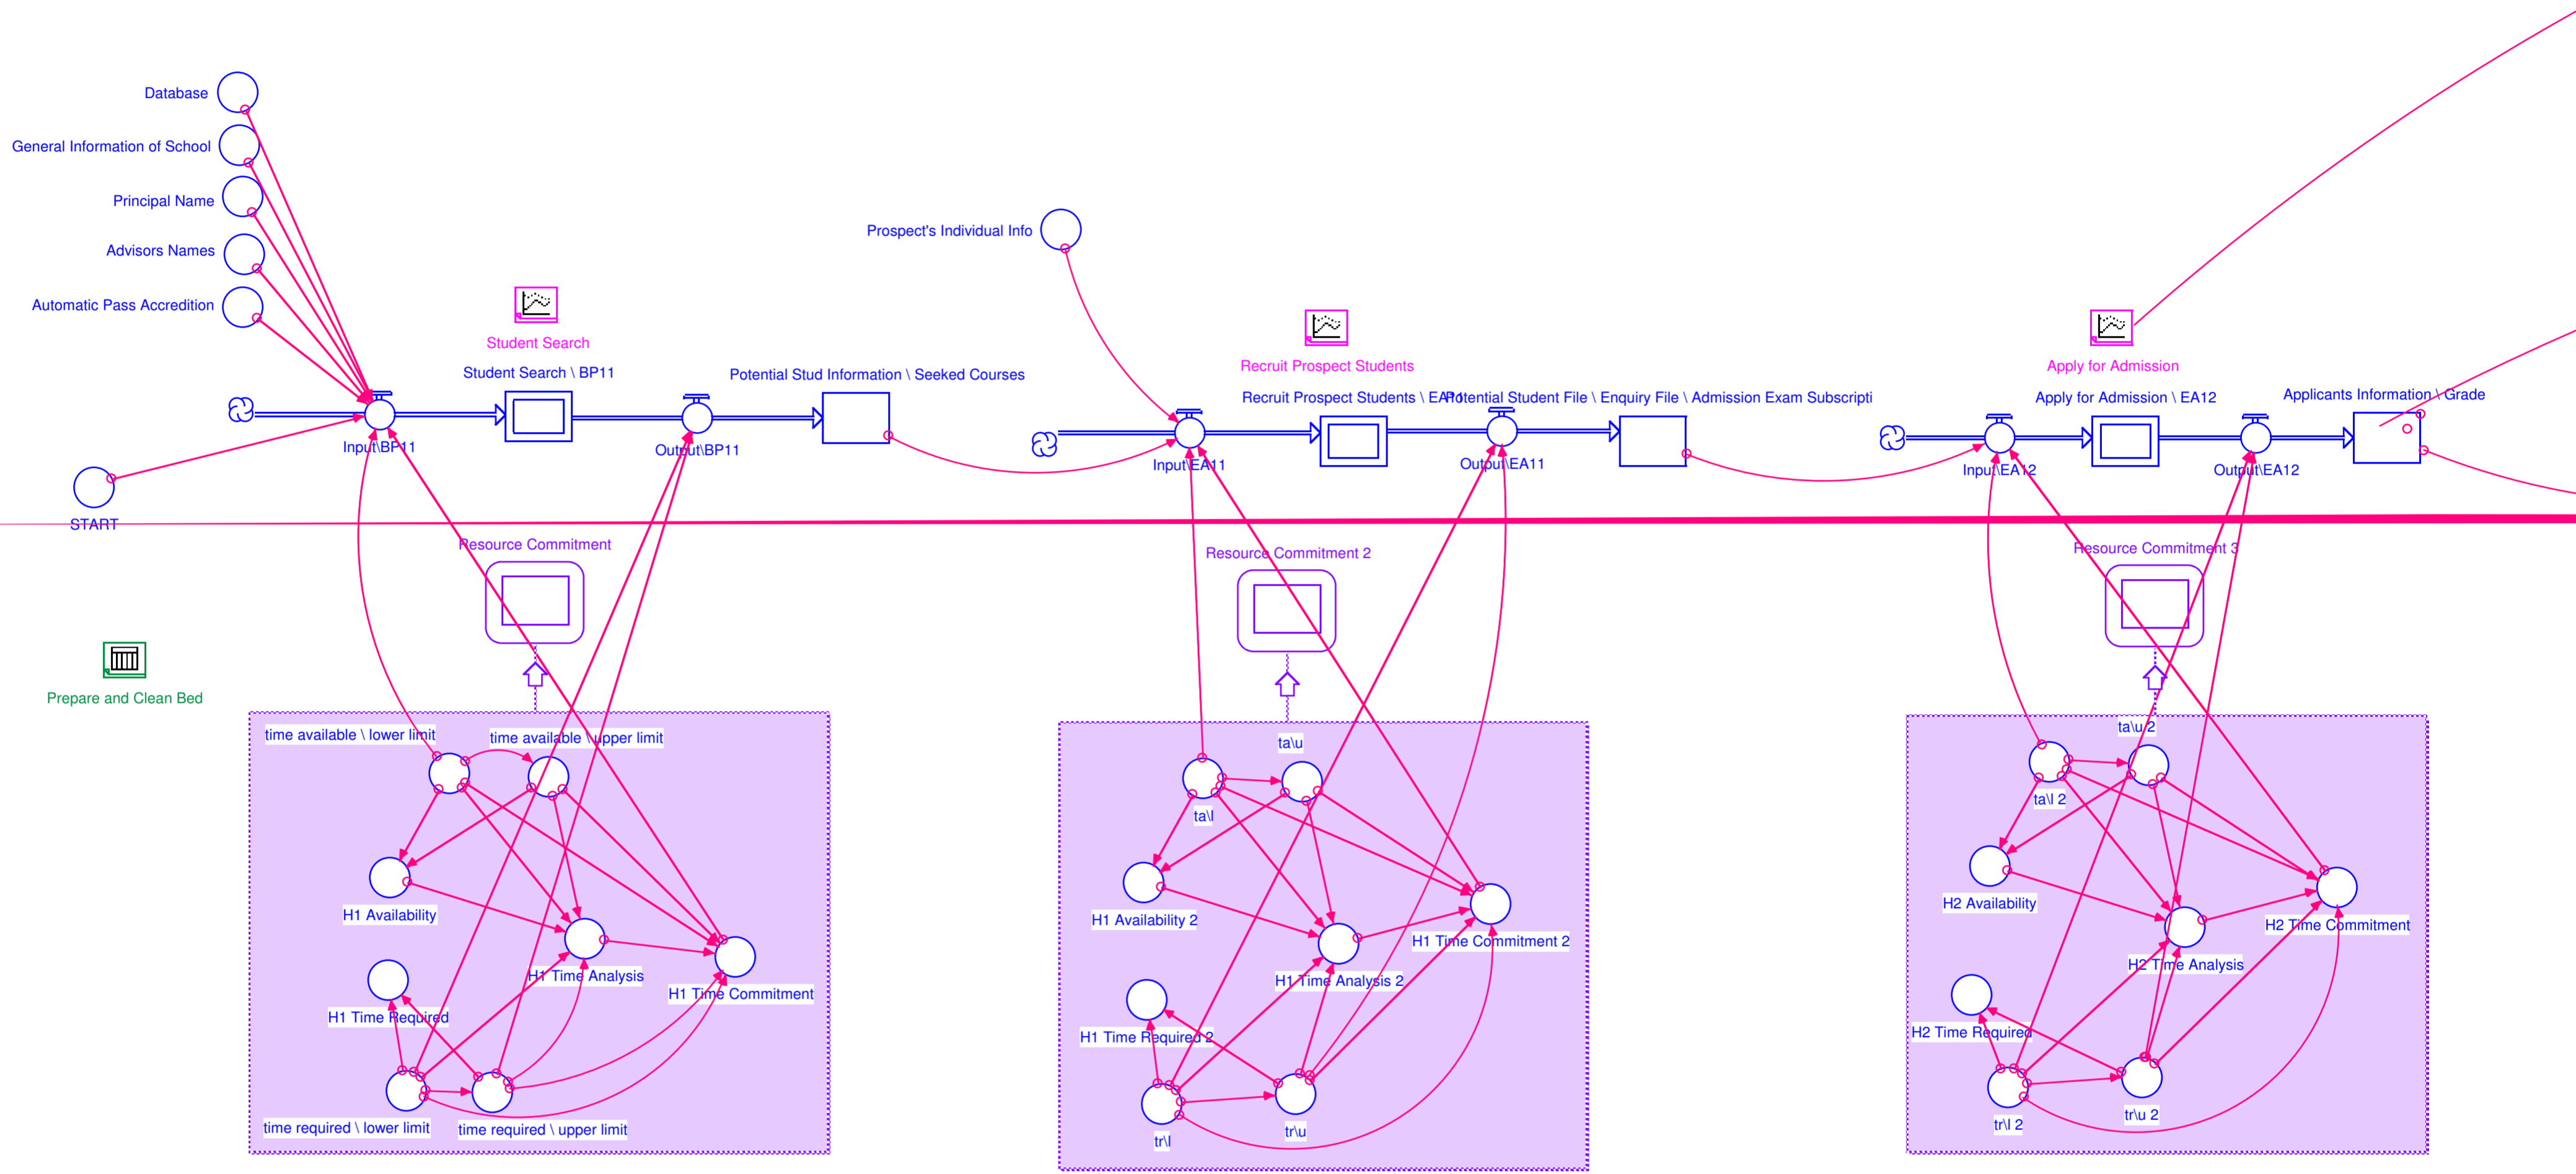 Database
General Information of School
Principal Name
Advisors Names
Automatic Pass Accredition
Prospect's Individual Info
Student Search
Recruit Prospect Students
Apply for Admission
Student Search \ BP11
Potential Stud Information \ Seeked Courses
Recruit Prospect Students \ EA11
Potential Student File \ Enquiry File \ Admission Exam Subscripti
Apply for Admission \ EA12
Applicants Information \ Grade
Input\BP11
Output\BP11
Input\EA11
Output\EA11
Input\EA12
Output\EA12
START
Resource Commitment
Resource Commitment 2
Resource Commitment 3
Prepare and Clean Bed
time available \ lower limit
time available \ upper limit
H1 Availability
H1 Time Analysis
H1 Time Commitment
H1 Time Required
time required \ lower limit
time required \ upper limit
ta\u
ta\l
H1 Availability 2
H1 Time Commitment 2
H1 Time Analysis 2
H1 Time Required 2
tr\l
tr\u
ta\u 2
ta\l 2
H2 Availability
H2 Time Commitment
H2 Time Analysis
H2 Time Required
tr\l 2
tr\u 2